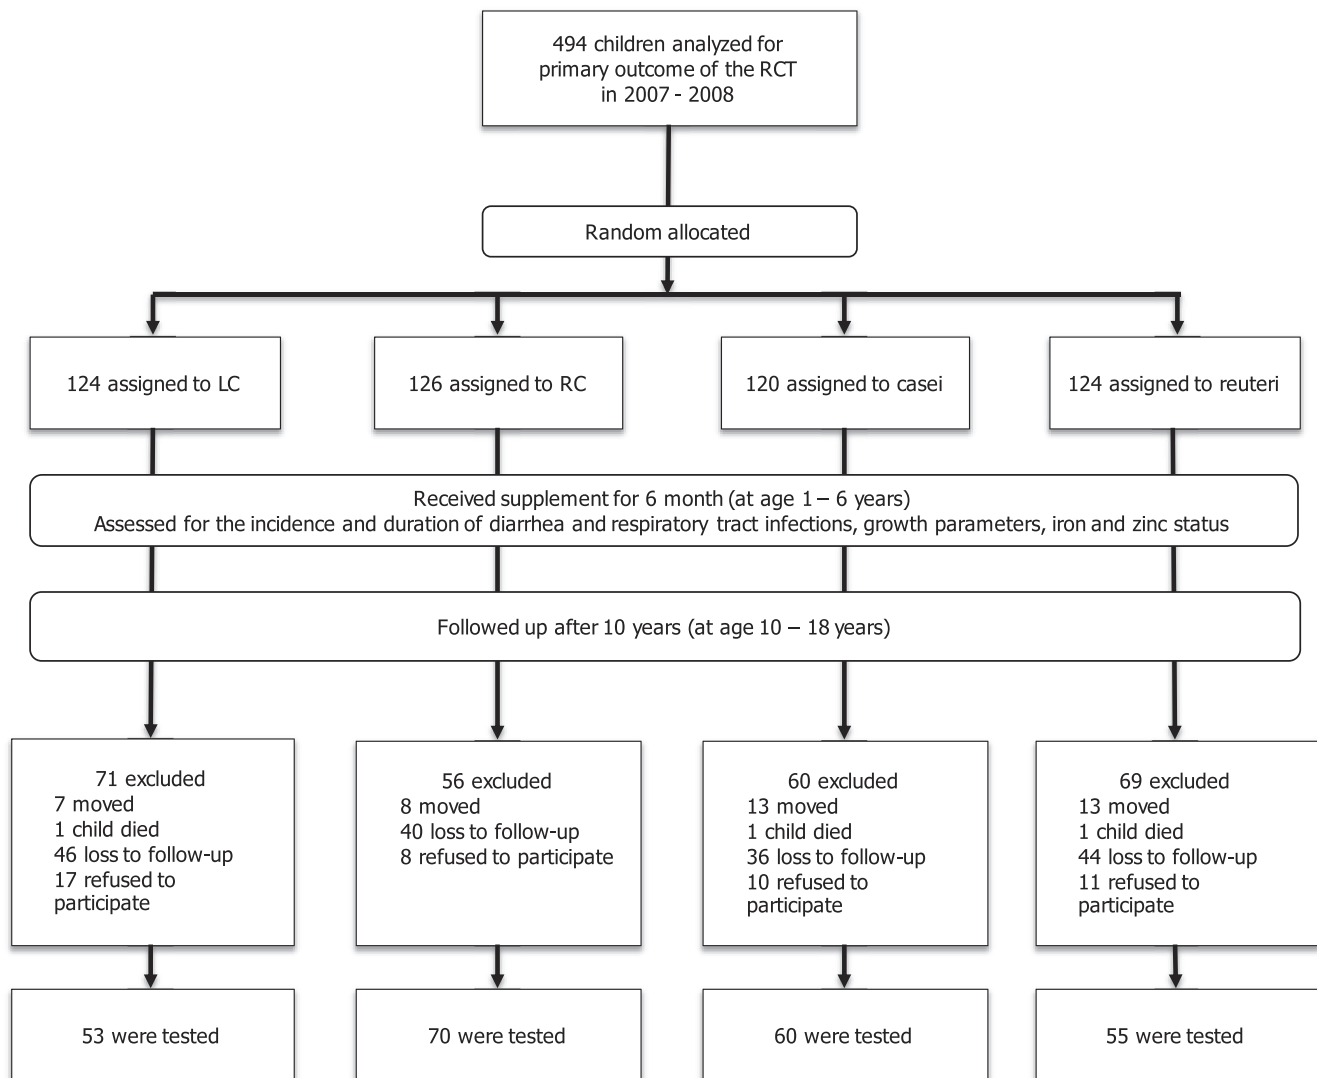 494 children analyzed for
primary outcome of the RCT
in 2007 - 2008
Random allocated
124 assigned to LC
126 assigned to RC
120 assigned to casei
124 assigned to reuteri
Received supplement for 6 month (at age 1 – 6 years)
Assessed for the incidence and duration of diarrhea and respiratory tract infections, growth parameters, iron and zinc status
Followed up after 10 years (at age 10 – 18 years)
71 excluded
7 moved
1 child died
46 loss to follow-up
17 refused to
participate
56 excluded
8 moved
40 loss to follow-up
8 refused to participate
60 excluded
13 moved
1 child died
36 loss to follow-up
10 refused to
participate
69 excluded
13 moved
1 child died
44 loss to follow-up
11 refused to
participate
53 were tested
70 were tested
60 were tested
55 were tested